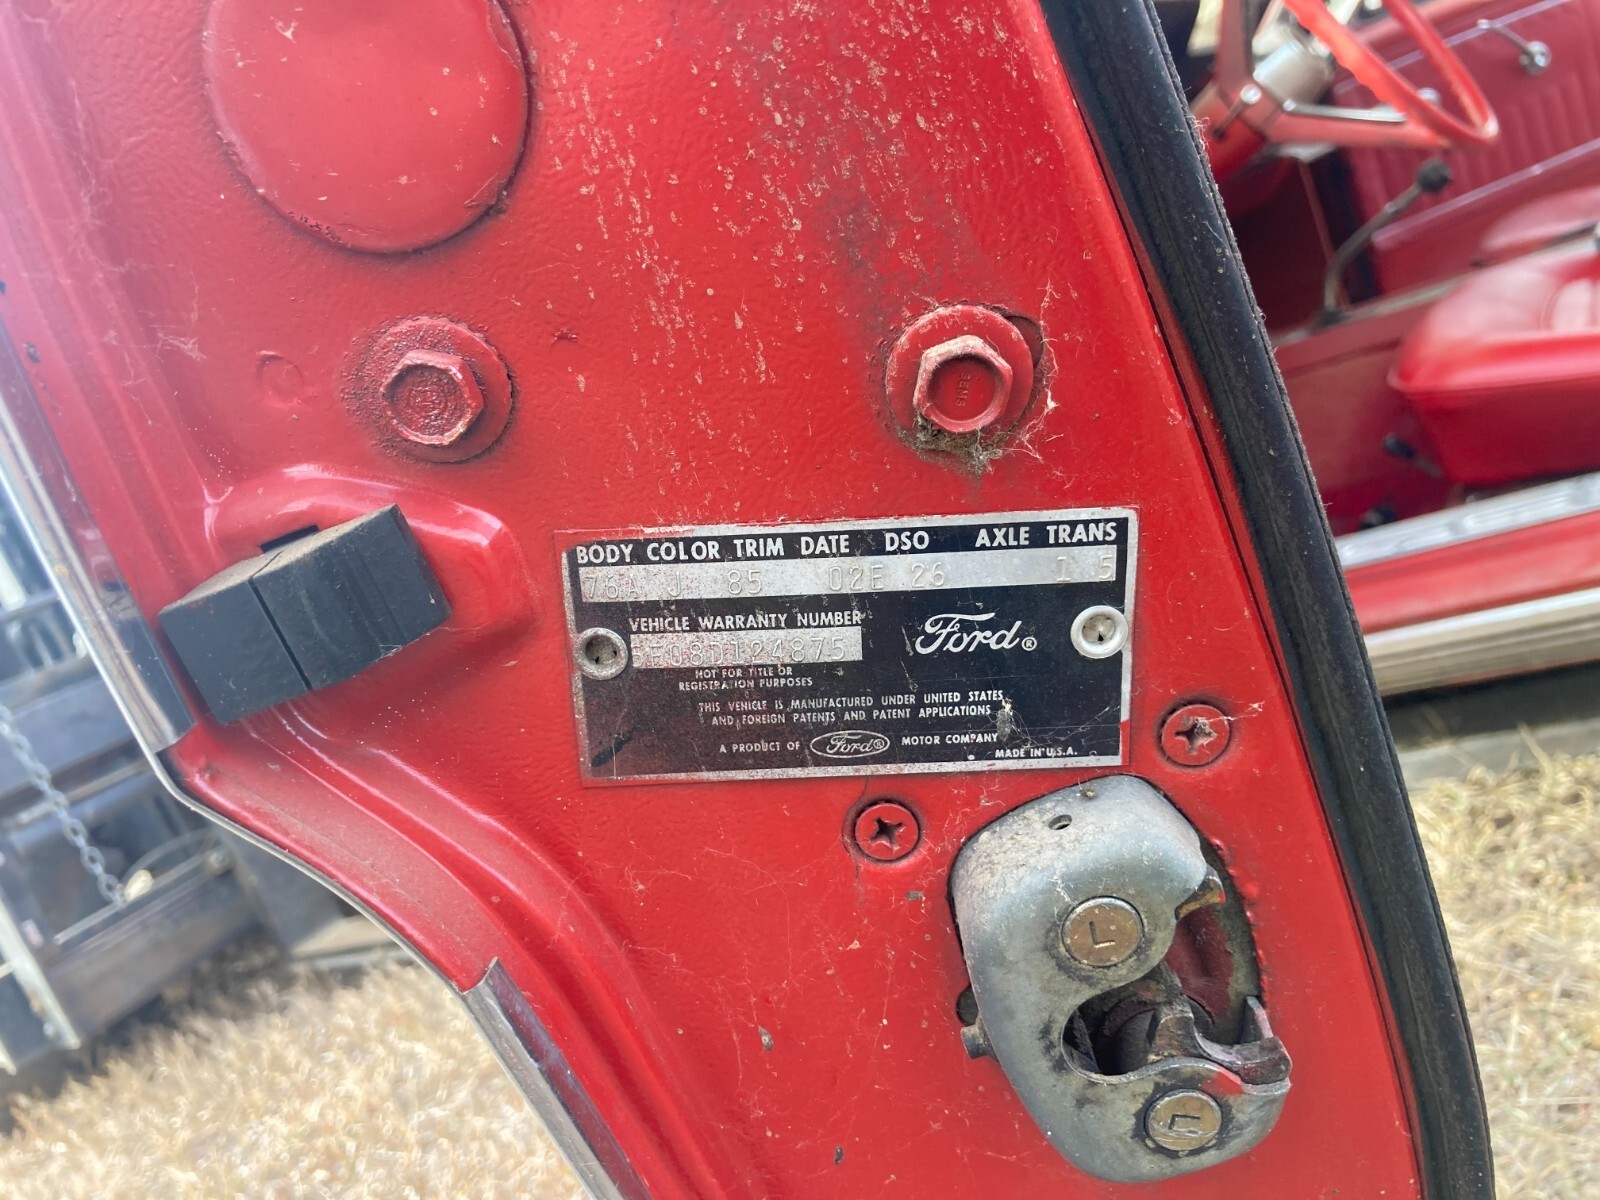 BODY COLOR TRIM DATE DSO AXLE TRANS
76A J 85 02E 26 1 5
VEHICLE WARRANTY NUMBER
5F08D124875
Ford®
NOT FOR TITLE OR
REGISTRATION PURPOSES
THIS VEHICLE IS MANUFACTURED UNDER UNITED STATES
AND FOREIGN PATENTS AND PATENT APPLICATIONS
A PRODUCT OF Ford® MOTOR COMPANY
MADE IN U.S.A.
L
L